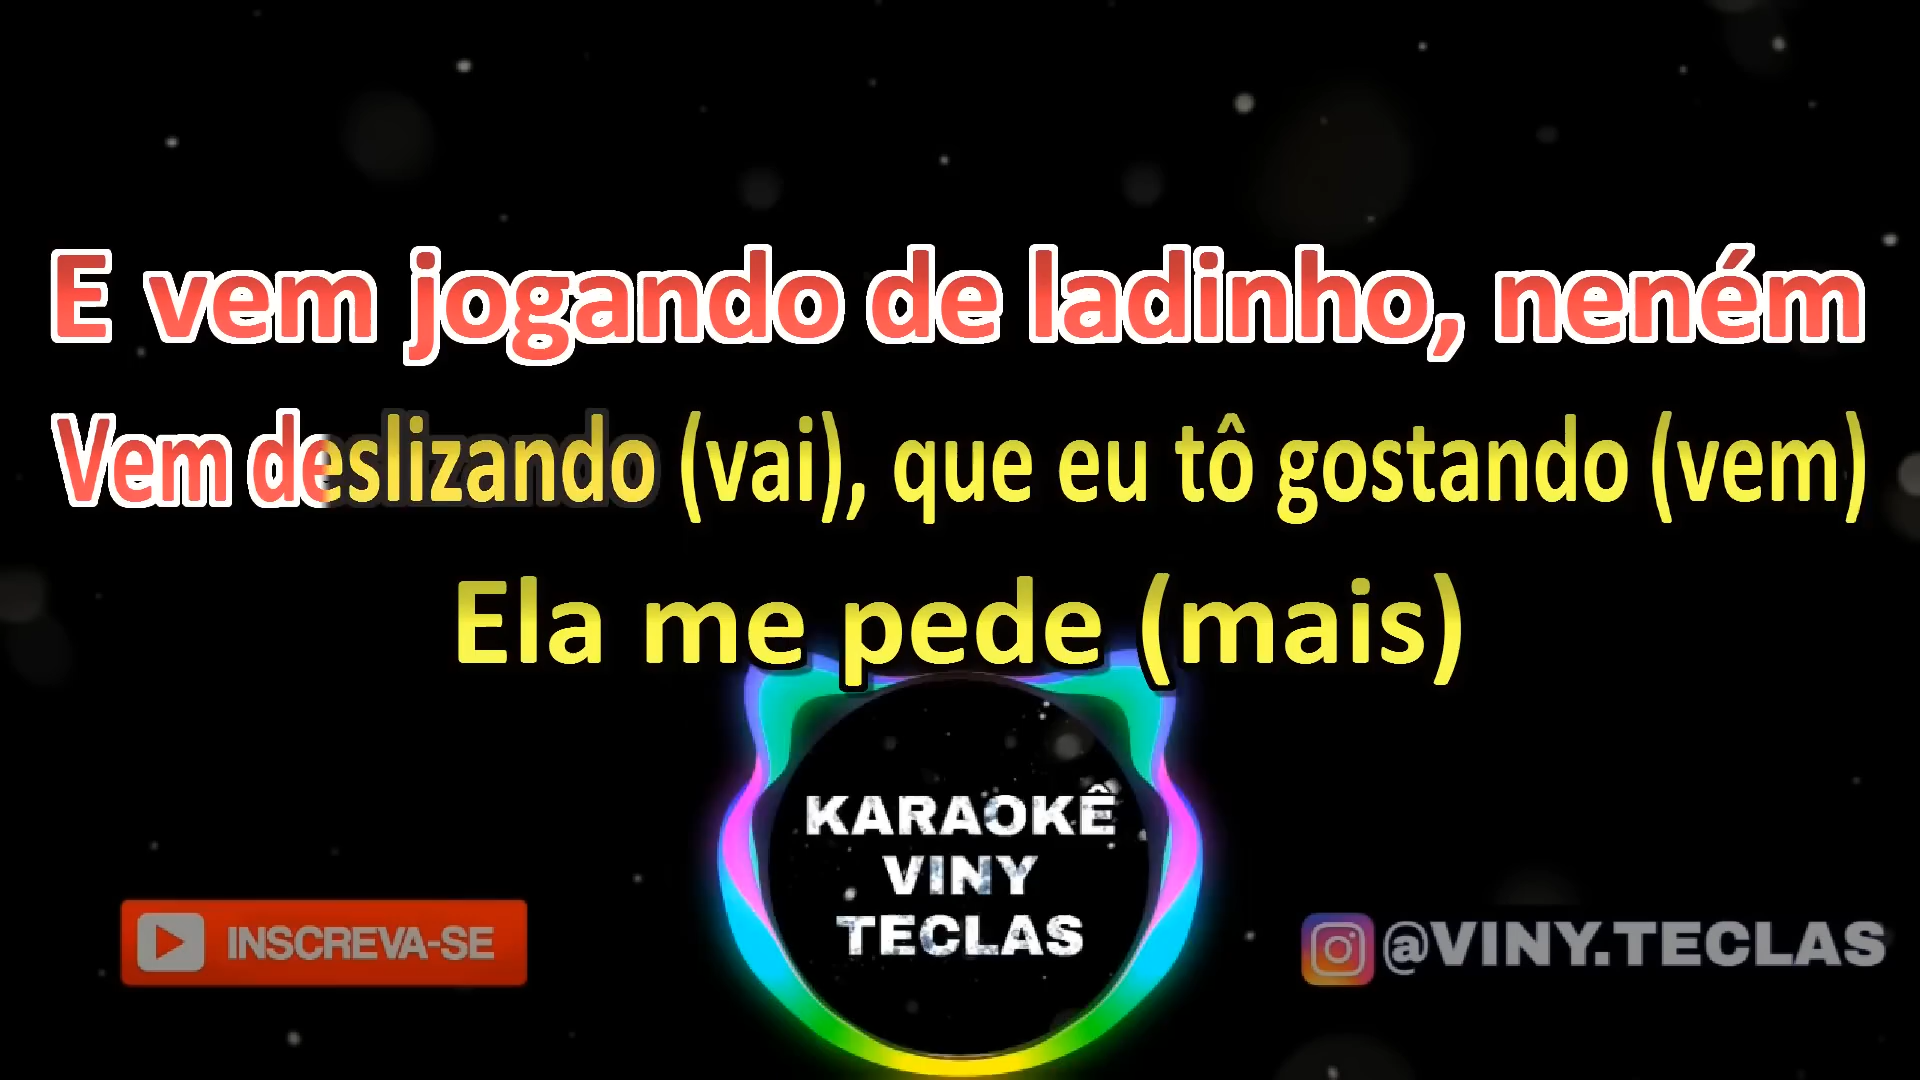 E vem jogando de ladinho, neném
Vem deslizando (vai), que eu tô gostando (vem)
Ela me pede (mais)
KARAOKÊ
VINY
TECLAS
INSCREVA-SE
@VINY.TECLAS